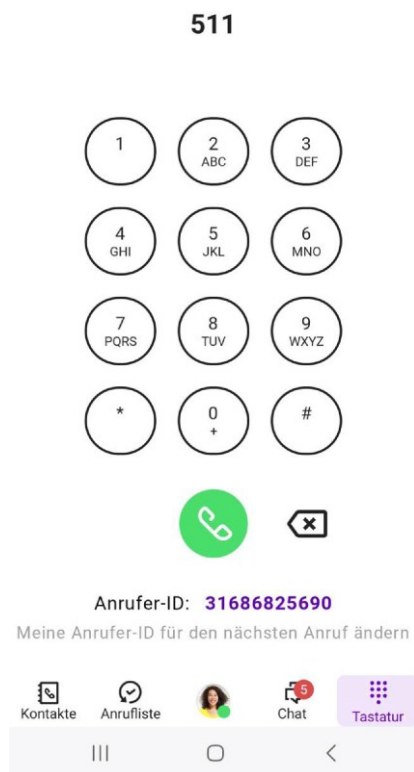 511
1 2 3
ABC DEF
4 5 6
GHI JKL MNO
7 8 9
PQRS TUV WXYZ
* 0 #
+
Anrufer-ID: 31686825690
Meine Anrufer-ID für den nächsten Anruf ändern
5
Kontakte Anrufliste Chat Tastatur